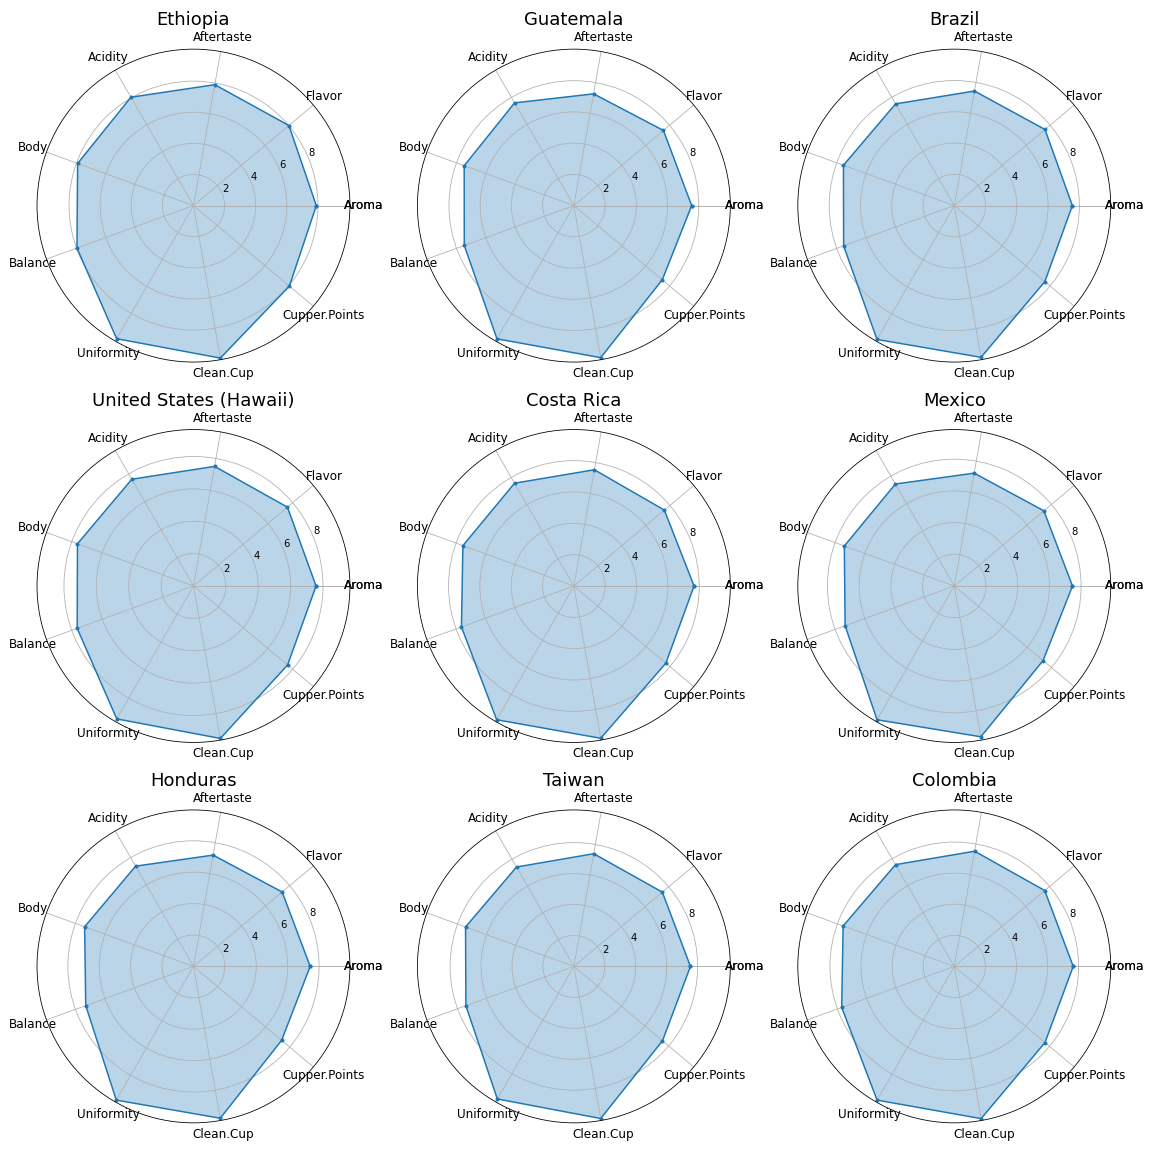 Ethiopia
Aftertaste
Acidity
Flavor
Body
8
6
4
2
Aroma
Balance
Cupper.Points
Uniformity
Clean.Cup
Guatemala
Aftertaste
Acidity
Flavor
Body
8
6
4
2
Aroma
Balance
Cupper.Points
Uniformity
Clean.Cup
Brazil
Aftertaste
Acidity
Flavor
Body
8
6
4
2
Aroma
Balance
Cupper.Points
Uniformity
Clean.Cup
United States (Hawaii)
Aftertaste
Acidity
Flavor
Body
8
6
4
2
Aroma
Balance
Cupper.Points
Uniformity
Clean.Cup
Costa Rica
Aftertaste
Acidity
Flavor
Body
8
6
4
2
Aroma
Balance
Cupper.Points
Uniformity
Clean.Cup
Mexico
Aftertaste
Acidity
Flavor
Body
8
6
4
2
Aroma
Balance
Cupper.Points
Uniformity
Clean.Cup
Honduras
Aftertaste
Acidity
Flavor
Body
8
6
4
2
Aroma
Balance
Cupper.Points
Uniformity
Clean.Cup
Taiwan
Aftertaste
Acidity
Flavor
Body
8
6
4
2
Aroma
Balance
Cupper.Points
Uniformity
Clean.Cup
Colombia
Aftertaste
Acidity
Flavor
Body
8
6
4
2
Aroma
Balance
Cupper.Points
Uniformity
Clean.Cup